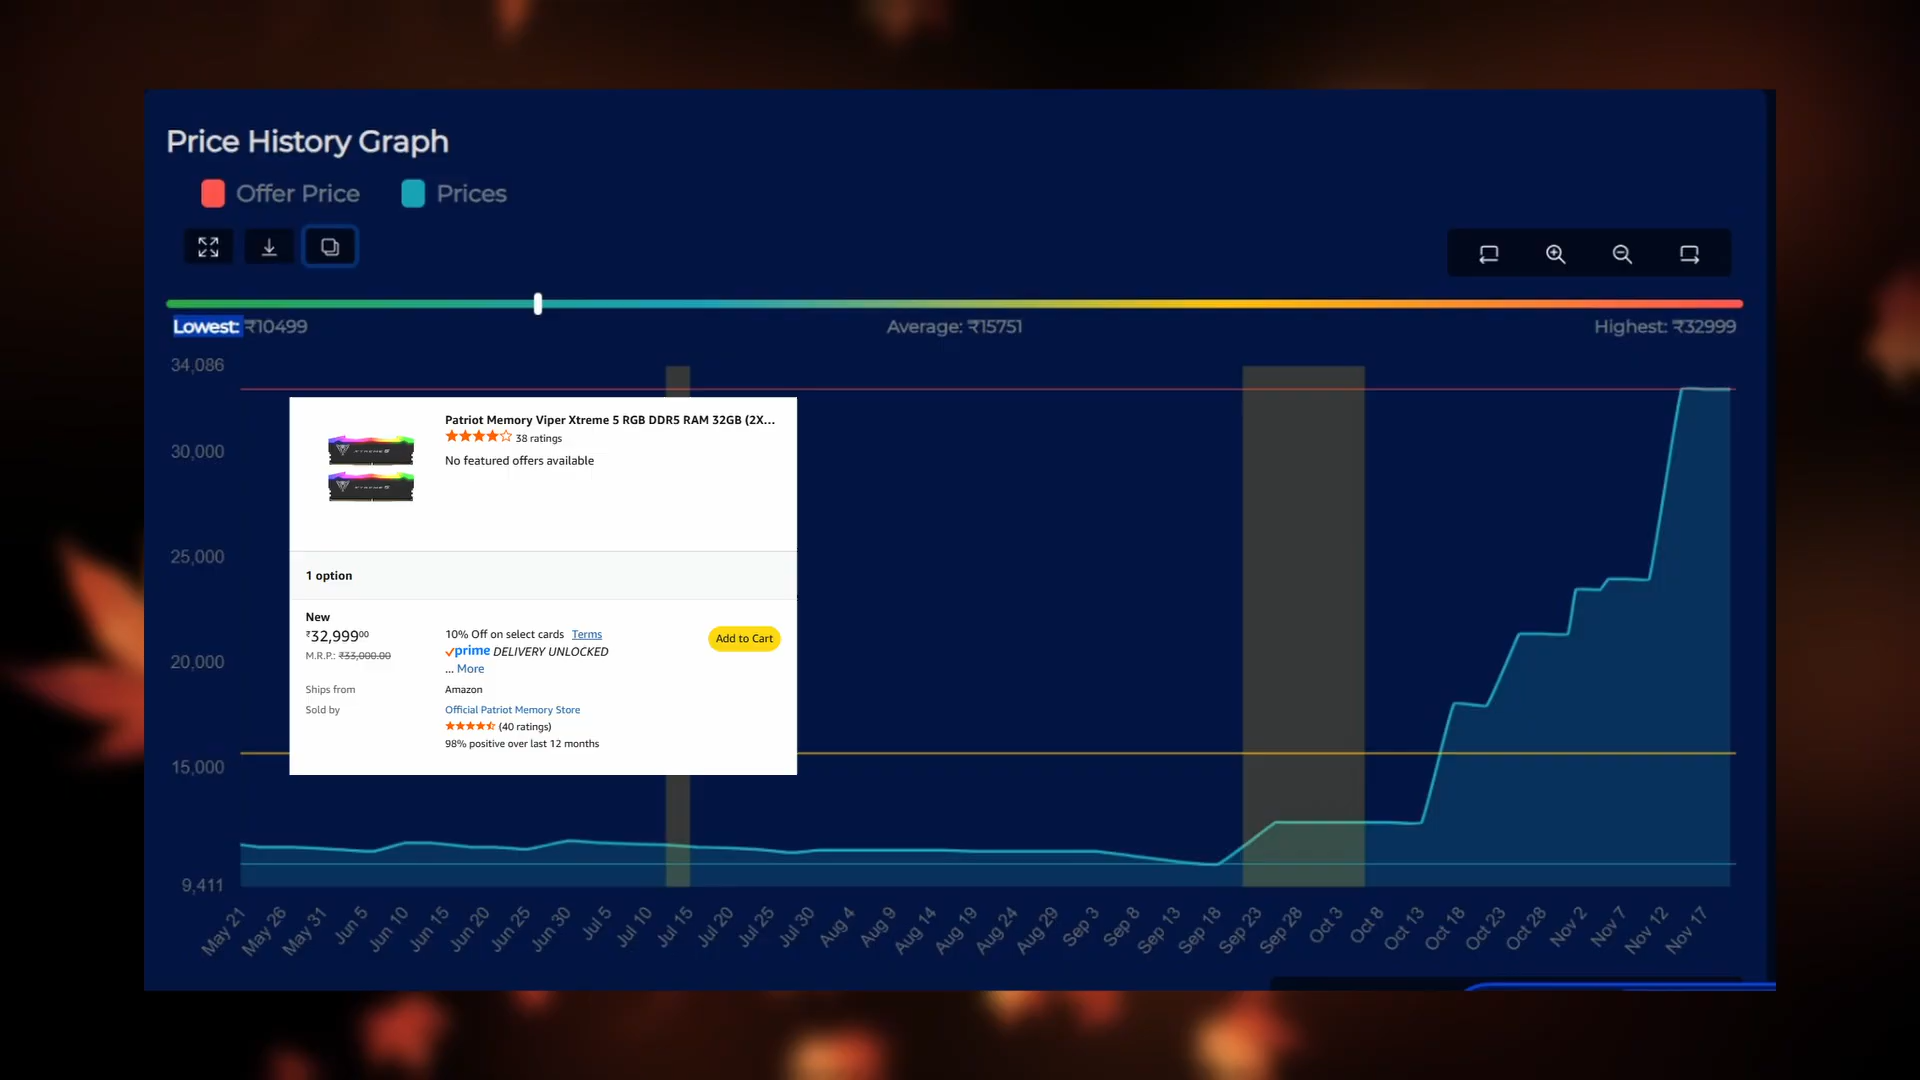 Price History Graph
Offer Price
Prices
Lowest: ₹10499
Average: ₹15751
Highest: ₹32999
34,086
30,000
25,000
20,000
15,000
9,411
Patriot Memory Viper Xtreme 5 RGB DDR5 RAM 32GB (2X...
38 ratings
No featured offers available
1 option
New
₹32,999⁰⁰
M.R.P.: ₹33,000.00
10% Off on select cards Terms
prime DELIVERY UNLOCKED
... More
Add to Cart
Ships from
Amazon
Sold by
Official Patriot Memory Store
(40 ratings)
98% positive over last 12 months
XTREME 5
XTREME 5
May 21
May 26
May 31
Jun 5
Jun 10
Jun 15
Jun 20
Jun 25
Jun 30
Jul 5
Jul 10
Jul 15
Jul 20
Jul 25
Jul 30
Aug 4
Aug 9
Aug 14
Aug 19
Aug 24
Aug 29
Sep 3
Sep 8
Sep 13
Sep 18
Sep 23
Sep 28
Oct 3
Oct 8
Oct 13
Oct 18
Oct 23
Oct 28
Nov 2
Nov 7
Nov 12
Nov 17